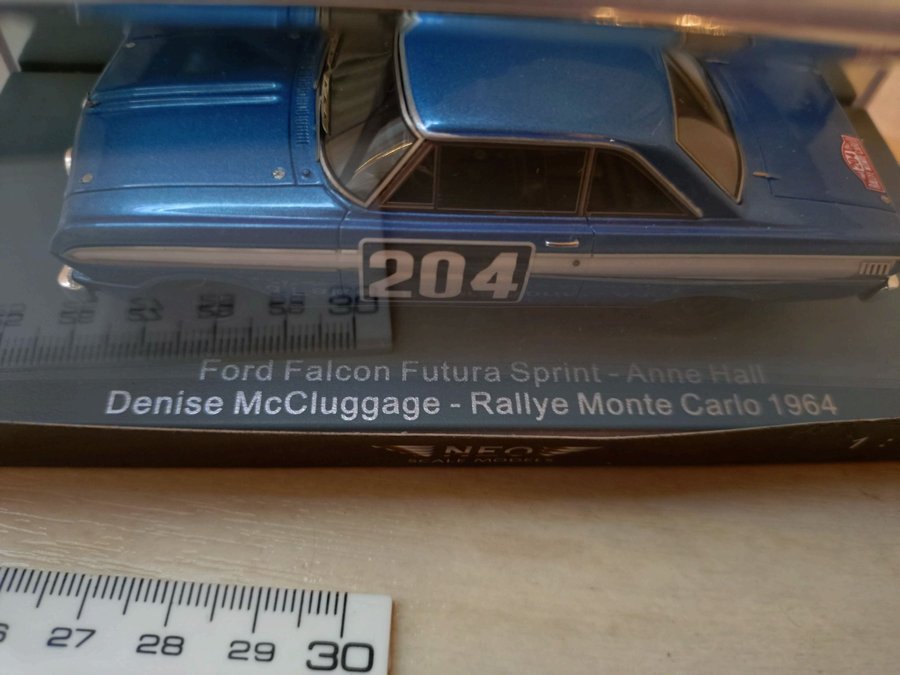 204
Ford Falcon Futura Sprint - Anne Hall
Denise McCluggage - Rallye Monte Carlo 1964
NEO
SCALE MODELS
27 28 29 30